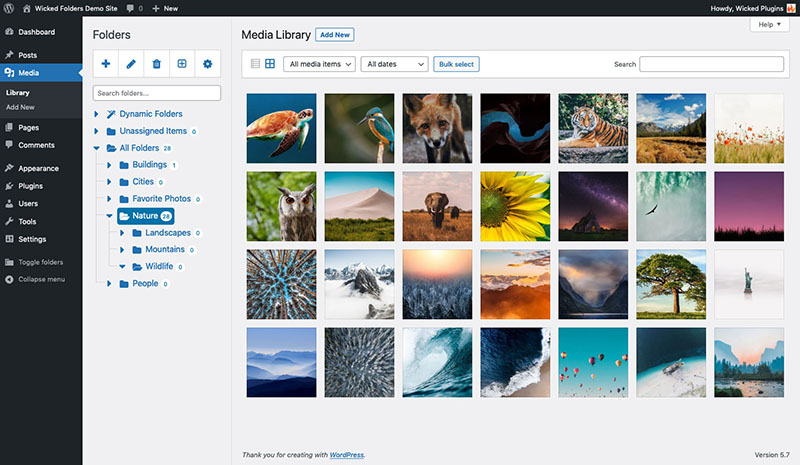 Wicked Folders Demo Site 0 New Howdy, Wicked Plugins
Help
Dashboard
Posts
Media
Library
Add New
Pages
Comments
Appearance
Plugins
Users
Tools
Settings
Toggle folders
Collapse menu
Folders
Search folders...
Dynamic Folders
Unassigned Items 0
All Folders 28
Buildings 1
Cities 0
Favorite Photos 0
Nature 28
Landscapes 0
Mountains 0
Wildlife 0
People 0
Media Library Add New
All media items All dates Bulk select Search
Thank you for creating with WordPress. Version 5.7